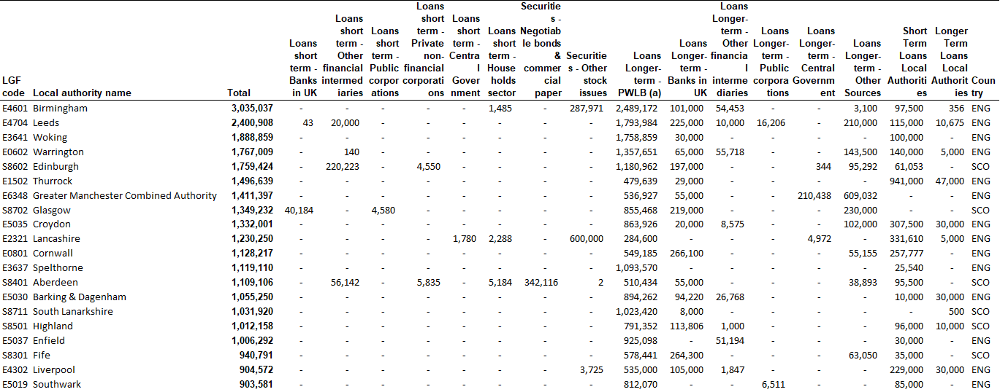 Securitie
Loans s -
Loans short Loans Negotiab Longer-
short Loans term - short Loans le bonds term - Loans Loans Short Longer
Loans term - short Private term - short & Loans Loans Other Longer- Longer- Loans Term Term
short Other term - non- Centra term - commer Securitie Longer- Longer- financia term - term - Longer- Loans Loans
LGF term - financial Public financial l House cial s - Other term - term - l Public Central term - Local Local
Banks intermed corpor corporati Gover holds paper stock PWLB (a) Banks in interme corpora Governm Other Authoriti Authorit Coun
code Local authority name Total in UK iaries ations ons nment sector issues UK diaries tions ent Sources es ies try
E4601 Birmingham 3,035,037 - - - - - 1,485 - 287,971 2,489,172 101,000 54,453 - - 3,100 97,500 356 ENG
E4704 Leeds 2,400,908 43 20,000 - - - - - - 1,793,984 225,000 10,000 16,206 - 210,000 115,000 10,675 ENG
E3641 Woking 1,888,859 - - - - - - - - 1,758,859 30,000 - - - - 100,000 - ENG
E0602 Warrington 1,767,009 - 140 - - - - - - 1,357,651 65,000 55,718 - - 143,500 140,000 5,000 ENG
S8602 Edinburgh 1,759,424 - 220,223 - 4,550 - - - - 1,180,962 197,000 - - 344 95,292 61,053 - SCO
E1502 Thurrock 1,496,639 - - - - - - - - 479,639 29,000 - - - - 941,000 47,000 ENG
E6348 Greater Manchester Combined Authority 1,411,397 - - - - - - - - 536,927 55,000 - - 210,438 609,032 - - ENG
S8702 Glasgow 1,349,232 40,184 - 4,580 - - - - - 855,468 219,000 - - - 230,000 - - SCO
E5035 Croydon 1,332,001 - - - - - - - - 863,926 20,000 8,575 - - 102,000 307,500 30,000 ENG
E2321 Lancashire 1,230,250 - - - - 1,780 2,288 - 600,000 284,600 - - - 4,972 - 331,610 5,000 ENG
E0801 Cornwall 1,128,217 - - - - - - - - 549,185 266,100 - - - 55,155 257,777 - ENG
E3637 Spelthorne 1,119,110 - - - - - - - - 1,093,570 - - - - - 25,540 - ENG
S8401 Aberdeen 1,109,106 - 56,142 - 5,835 - 5,184 342,116 2 510,434 55,000 - - - 38,893 95,500 - SCO
E5030 Barking & Dagenham 1,055,250 - - - - - - - - 894,262 94,220 26,768 - - - 10,000 30,000 ENG
S8711 South Lanarkshire 1,031,920 - - - - - - - - 1,023,420 8,000 - - - - - 500 SCO
S8501 Highland 1,012,158 - - - - - - - - 791,352 113,806 1,000 - - - 96,000 10,000 SCO
E5037 Enfield 1,006,292 - - - - - - - - 925,098 - 51,194 - - - 30,000 - ENG
S8301 Fife 940,791 - - - - - - - - 578,441 264,300 - - - 63,050 35,000 - SCO
E4302 Liverpool 904,572 - - - - - - - 3,725 535,000 105,000 1,847 - - - 229,000 30,000 ENG
E5019 Southwark 903,581 - - - - - - - - 812,070 - - 6,511 - - 85,000 - ENG